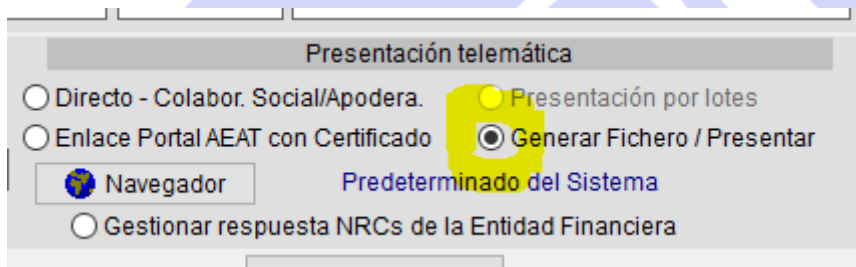 Presentación telemática
Directo - Colabor. Social/Apodera. Presentación por lotes
Enlace Portal AEAT con Certificado Generar Fichero / Presentar
Navegador Predeterminado del Sistema
Gestionar respuesta NRCs de la Entidad Financiera